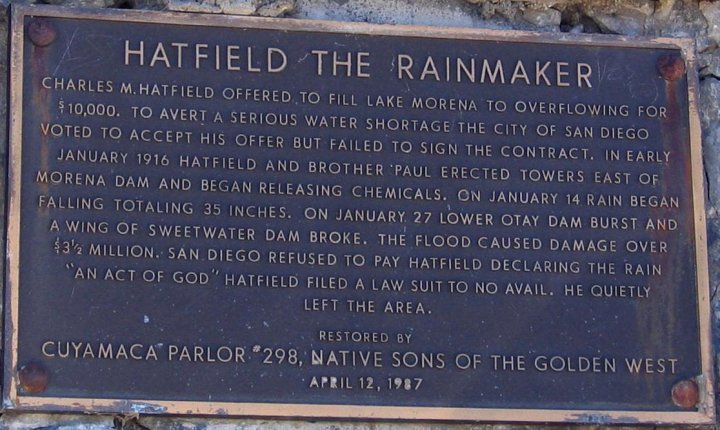 HATFIELD THE RAINMAKER
CHARLES M. HATFIELD OFFERED TO FILL LAKE MORENA TO OVERFLOWING FOR
$10,000. TO AVERT A SERIOUS WATER SHORTAGE THE CITY OF SAN DIEGO
VOTED TO ACCEPT HIS OFFER BUT FAILED TO SIGN THE CONTRACT. IN EARLY
JANUARY 1916 HATFIELD AND BROTHER PAUL ERECTED TOWERS EAST OF
MORENA DAM AND BEGAN RELEASING CHEMICALS. ON JANUARY 14 RAIN BEGAN
FALLING TOTALING 35 INCHES. ON JANUARY 27 LOWER OTAY DAM BURST AND
A WING OF SWEETWATER DAM BROKE. THE FLOOD CAUSED DAMAGE OVER
$3½ MILLION. SAN DIEGO REFUSED TO PAY HATFIELD DECLARING THE RAIN
"AN ACT OF GOD" HATFIELD FILED A LAW SUIT TO NO AVAIL. HE QUIETLY
LEFT THE AREA.
RESTORED BY
CUYAMACA PARLOR #298, NATIVE SONS OF THE GOLDEN WEST
APRIL 12, 1987